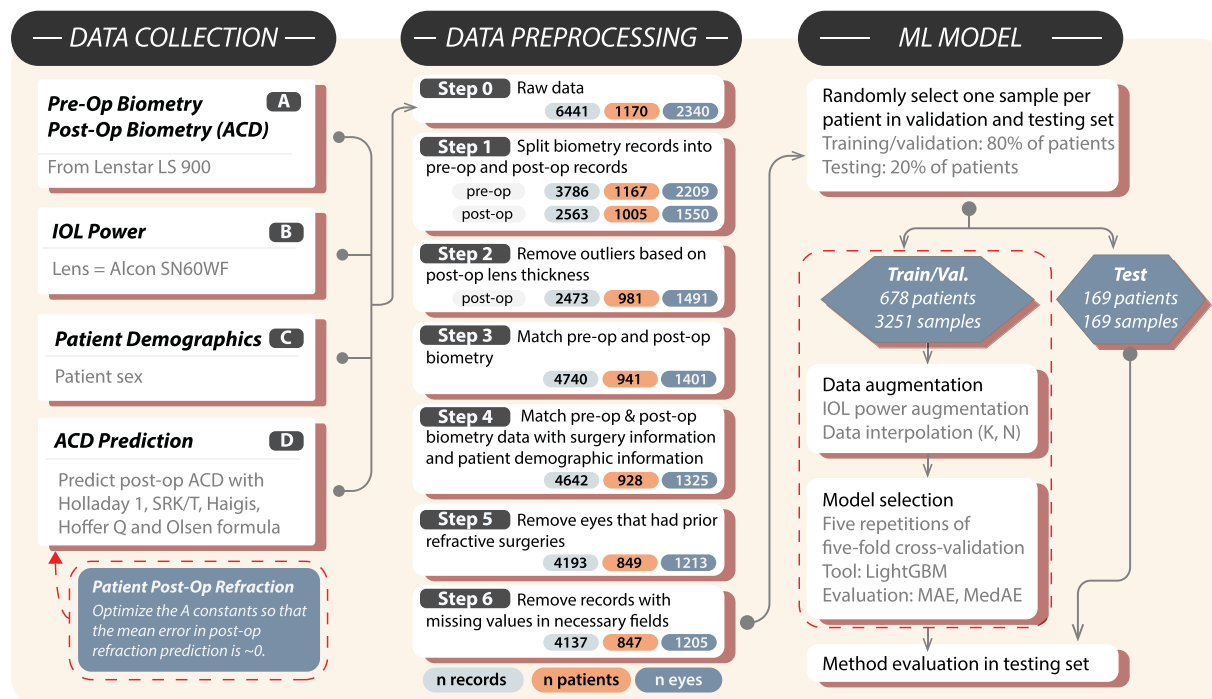 DATA COLLECTION
Pre-Op Biometry A
Post-Op Biometry (ACD)
From Lenstar LS 900
IOL Power B
Lens = Alcon SN60WF
Patient Demographics C
Patient sex
ACD Prediction D
Predict post-op ACD with
Holladay 1, SRK/T, Haigis,
Hoffer Q and Olsen formula
Patient Post-Op Refraction
Optimize the A constants so that
the mean error in post-op
refraction prediction is ~0.
DATA PREPROCESSING
Step 0 Raw data
6441 1170 2340
Step 1 Split biometry records into
pre-op and post-op records
pre-op 3786 1167 2209
post-op 2563 1005 1550
Step 2 Remove outliers based on
post-op lens thickness
post-op 2473 981 1491
Step 3 Match pre-op and post-op
biometry
4740 941 1401
Step 4 Match pre-op & post-op
biometry data with surgery information
and patient demographic information
4642 928 1325
Step 5 Remove eyes that had prior
refractive surgeries
4193 849 1213
Step 6 Remove records with
missing values in necessary fields
4137 847 1205
n records n patients n eyes
ML MODEL
Randomly select one sample per
patient in validation and testing set
Training/validation: 80% of patients
Testing: 20% of patients
Train/Val.
678 patients
3251 samples
Test
169 patients
169 samples
Data augmentation
IOL power augmentation
Data interpolation (K, N)
Model selection
Five repetitions of
five-fold cross-validation
Tool: LightGBM
Evaluation: MAE, MedAE
Method evaluation in testing set